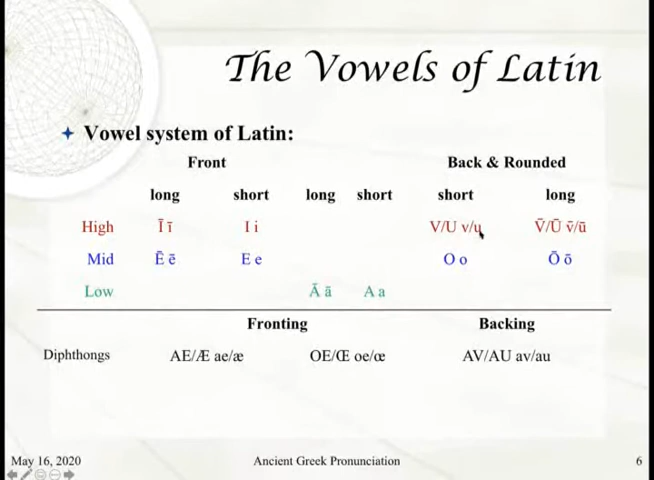 The Vowels of Latin
Vowel system of Latin:
Front Back & Rounded
long short long short short long
High Ī ī I i V/U v/u V̄/Ū v̄/ū
Mid Ē ē E e O o Ō ō
Low Ā ā A a
Fronting Backing
Diphthongs AE/Æ ae/æ OE/Œ oe/œ AV/AU av/au
May 16, 2020 Ancient Greek Pronunciation 6